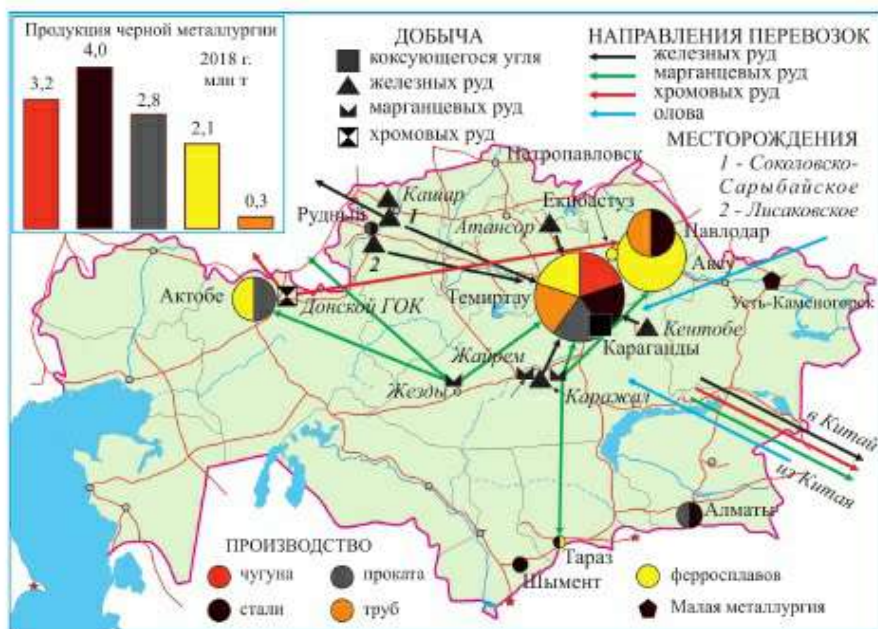 Продукция черной металлургии
2018 г.
млн т
3,2
4,0
2,8
2,1
0,3
ДОБЫЧА
коксующегося угля
железных руд
марганцевых руд
хромовых руд
НАПРАВЛЕНИЯ ПЕРЕВОЗОК
железных руд
марганцевых руд
хромовых руд
олова
МЕСТОРОЖДЕНИЯ
1 - Соколовско-
Сарыбайское
2 - Лисаковское
Петропавловск
Кашар
Рудный
1
2
Атансор
Екибастуз
Павлодар
Аксу
Актобе
Донской ГОК
Темиртау
Усть-Каменогорск
Кентобе
Караганды
Жайрем
Жезды
Каражал
в Китай
из Китая
Алматы
Тараз
Шымент
ПРОИЗВОДСТВО
чугуна
стали
проката
труб
ферросплавов
Малая металлургия